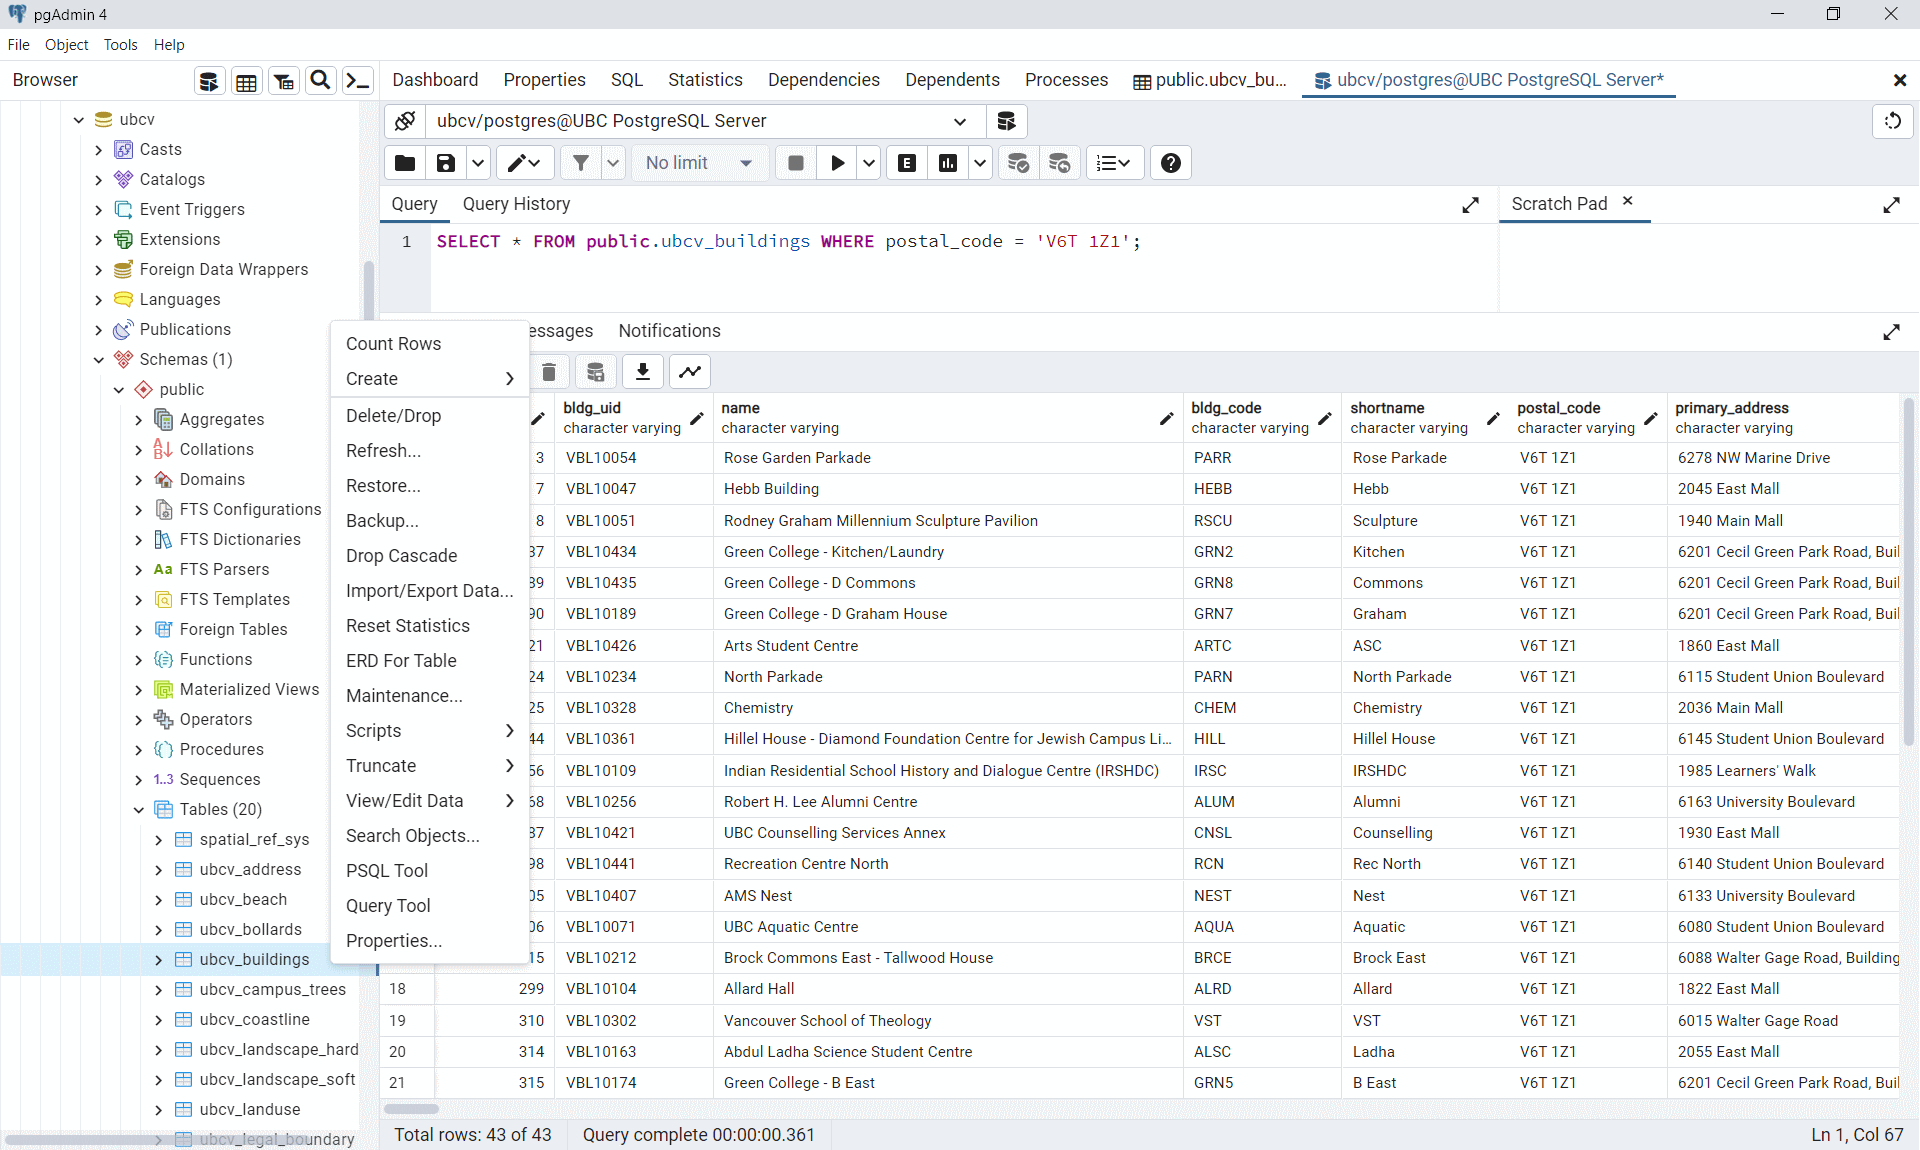 pgAdmin 4
File Object Tools Help
Browser
Dashboard Properties SQL Statistics Dependencies Dependents Processes public.ubcv_bu... ubcv/postgres@UBC PostgreSQL Server*
ubcv/postgres@UBC PostgreSQL Server
No limit
Query Query History
Scratch Pad
1 SELECT * FROM public.ubcv_buildings WHERE postal_code = 'V6T 1Z1';
ubcv
Casts
Catalogs
Event Triggers
Extensions
Foreign Data Wrappers
Languages
Publications
Schemas (1)
public
Aggregates
Collations
Domains
FTS Configurations
FTS Dictionaries
Aa FTS Parsers
FTS Templates
Foreign Tables
Functions
Materialized Views
Operators
Procedures
1..3 Sequences
Tables (20)
spatial_ref_sys
ubcv_address
ubcv_beach
ubcv_bollards
ubcv_buildings
ubcv_campus_trees
ubcv_coastline
ubcv_landscape_hard
ubcv_landscape_soft
ubcv_landuse
ubcv_legal_boundary
Count Rows
Create
Delete/Drop
Refresh...
Restore...
Backup...
Drop Cascade
Import/Export Data...
Reset Statistics
ERD For Table
Maintenance...
Scripts
Truncate
View/Edit Data
Search Objects...
PSQL Tool
Query Tool
Properties...
essages Notifications
bldg_uid name bldg_code shortname postal_code primary_address
character varying character varying character varying character varying character varying character varying
3 VBL10054 Rose Garden Parkade PARR Rose Parkade V6T 1Z1 6278 NW Marine Drive
7 VBL10047 Hebb Building HEBB Hebb V6T 1Z1 2045 East Mall
8 VBL10051 Rodney Graham Millennium Sculpture Pavilion RSCU Sculpture V6T 1Z1 1940 Main Mall
37 VBL10434 Green College - Kitchen/Laundry GRN2 Kitchen V6T 1Z1 6201 Cecil Green Park Road, Buil
89 VBL10435 Green College - D Commons GRN8 Commons V6T 1Z1 6201 Cecil Green Park Road, Buil
90 VBL10189 Green College - D Graham House GRN7 Graham V6T 1Z1 6201 Cecil Green Park Road, Buil
21 VBL10426 Arts Student Centre ARTC ASC V6T 1Z1 1860 East Mall
24 VBL10234 North Parkade PARN North Parkade V6T 1Z1 6115 Student Union Boulevard
25 VBL10328 Chemistry CHEM Chemistry V6T 1Z1 2036 Main Mall
44 VBL10361 Hillel House - Diamond Foundation Centre for Jewish Campus Li... HILL Hillel House V6T 1Z1 6145 Student Union Boulevard
56 VBL10109 Indian Residential School History and Dialogue Centre (IRSHDC) IRSC IRSHDC V6T 1Z1 1985 Learners' Walk
68 VBL10256 Robert H. Lee Alumni Centre ALUM Alumni V6T 1Z1 6163 University Boulevard
87 VBL10421 UBC Counselling Services Annex CNSL Counselling V6T 1Z1 1930 East Mall
98 VBL10441 Recreation Centre North RCN Rec North V6T 1Z1 6140 Student Union Boulevard
05 VBL10407 AMS Nest NEST Nest V6T 1Z1 6133 University Boulevard
06 VBL10071 UBC Aquatic Centre AQUA Aquatic V6T 1Z1 6080 Student Union Boulevard
15 VBL10212 Brock Commons East - Tallwood House BRCE Brock East V6T 1Z1 6088 Walter Gage Road, Building
18 299 VBL10104 Allard Hall ALRD Allard V6T 1Z1 1822 East Mall
19 310 VBL10302 Vancouver School of Theology VST VST V6T 1Z1 6015 Walter Gage Road
20 314 VBL10163 Abdul Ladha Science Student Centre ALSC Ladha V6T 1Z1 2055 East Mall
21 315 VBL10174 Green College - B East GRN5 B East V6T 1Z1 6201 Cecil Green Park Road, Buil
Total rows: 43 of 43 Query complete 00:00:00.361 Ln 1, Col 67